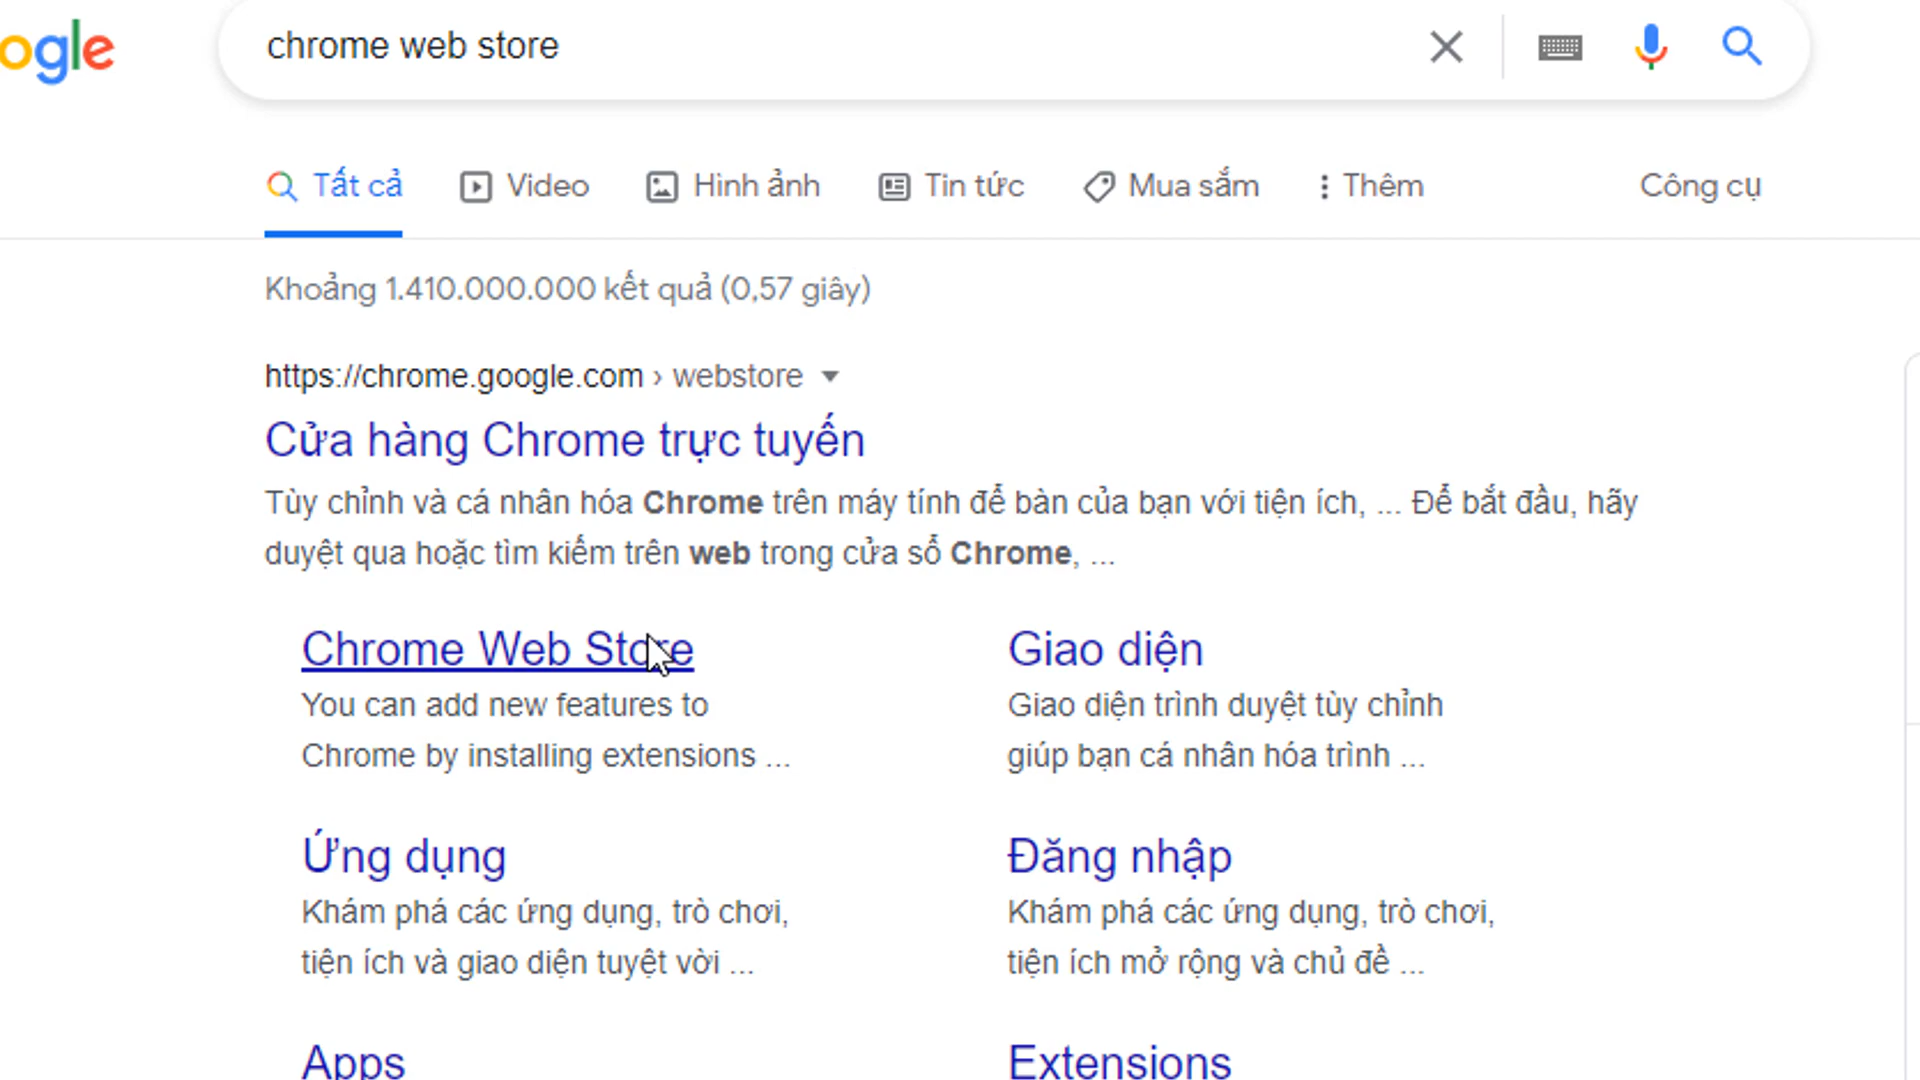 ogle
chrome web store
Tất cả
Video
Hình ảnh
Tin tức
Mua sắm
Thêm
Công cụ
Khoảng 1.410.000.000 kết quả (0,57 giây)
https://chrome.google.com › webstore
Cửa hàng Chrome trực tuyến
Tùy chỉnh và cá nhân hóa Chrome trên máy tính để bàn của bạn với tiện ích, ... Để bắt đầu, hãy
duyệt qua hoặc tìm kiếm trên web trong cửa sổ Chrome, ...
Chrome Web Store
You can add new features to
Chrome by installing extensions ...
Giao diện
Giao diện trình duyệt tùy chỉnh
giúp bạn cá nhân hóa trình ...
Ứng dụng
Khám phá các ứng dụng, trò chơi,
tiện ích và giao diện tuyệt vời ...
Đăng nhập
Khám phá các ứng dụng, trò chơi,
tiện ích mở rộng và chủ đề ...
Apps
Extensions